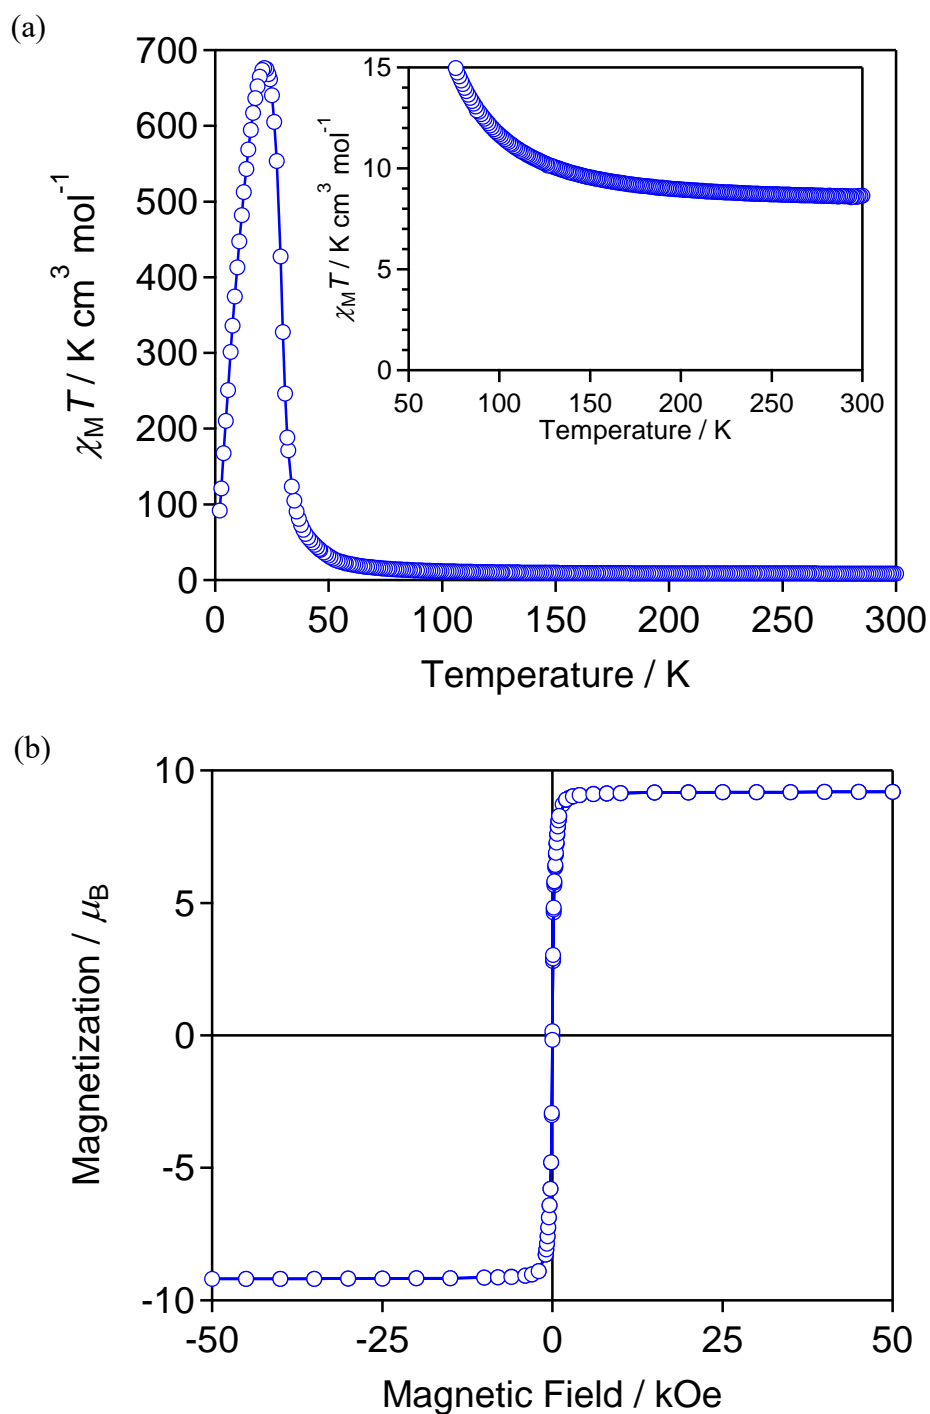 (a)
700
600
500
400
300
200
100
0
χMT / K cm³ mol⁻¹
0 50 100 150 200 250 300
Temperature / K
15
10
5
0
χMT / K cm³ mol⁻¹
50 100 150 200 250 300
Temperature / K
(b)
10
5
0
-5
-10
Magnetization / μB
-50 -25 0 25 50
Magnetic Field / kOe